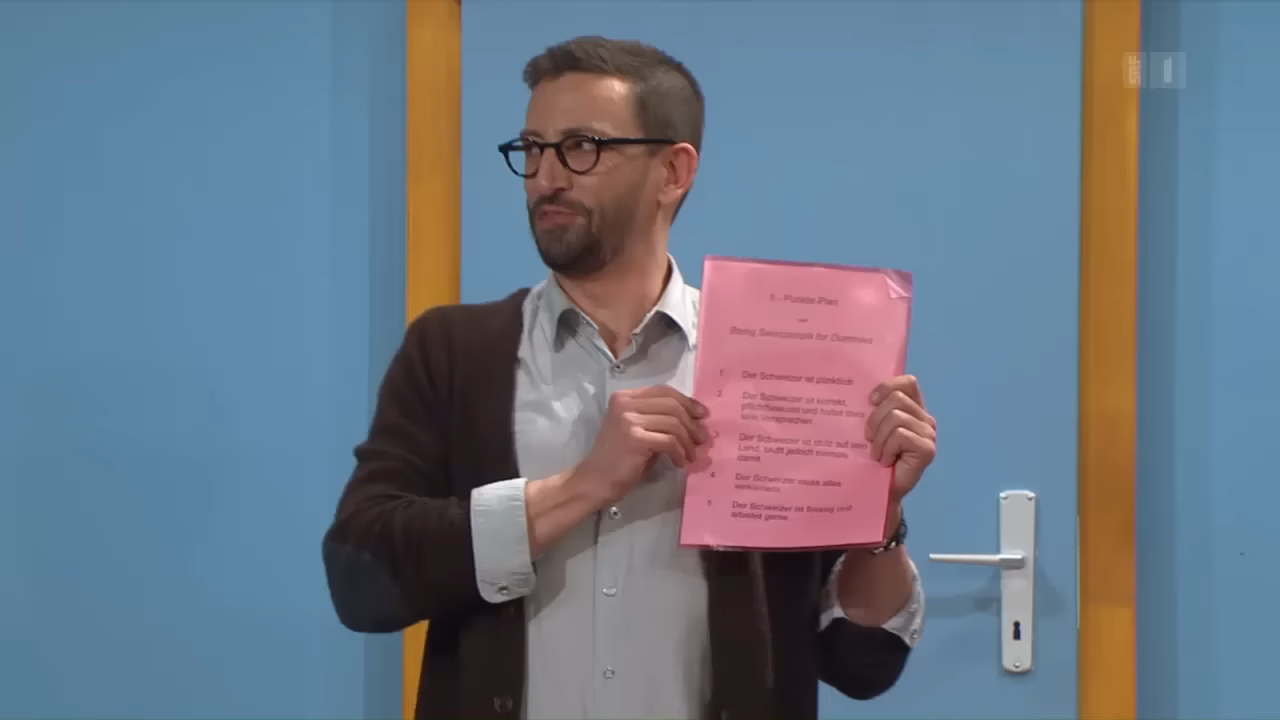 SRF 1
5 - Punkte-Plan
Being Swisspeople for Dummies
1. Der Schweizer ist pünktlich
2. Der Schweizer ist korrekt,
pflichtbewusst und haltet stets
sein Versprechen
3. Der Schweizer ist stolz auf sein
Land, blufft jedoch niemals
damit
4. Der Schweizer muss alles
verkleinern
5. Der Schweizer ist fleissig und
arbeitet gerne